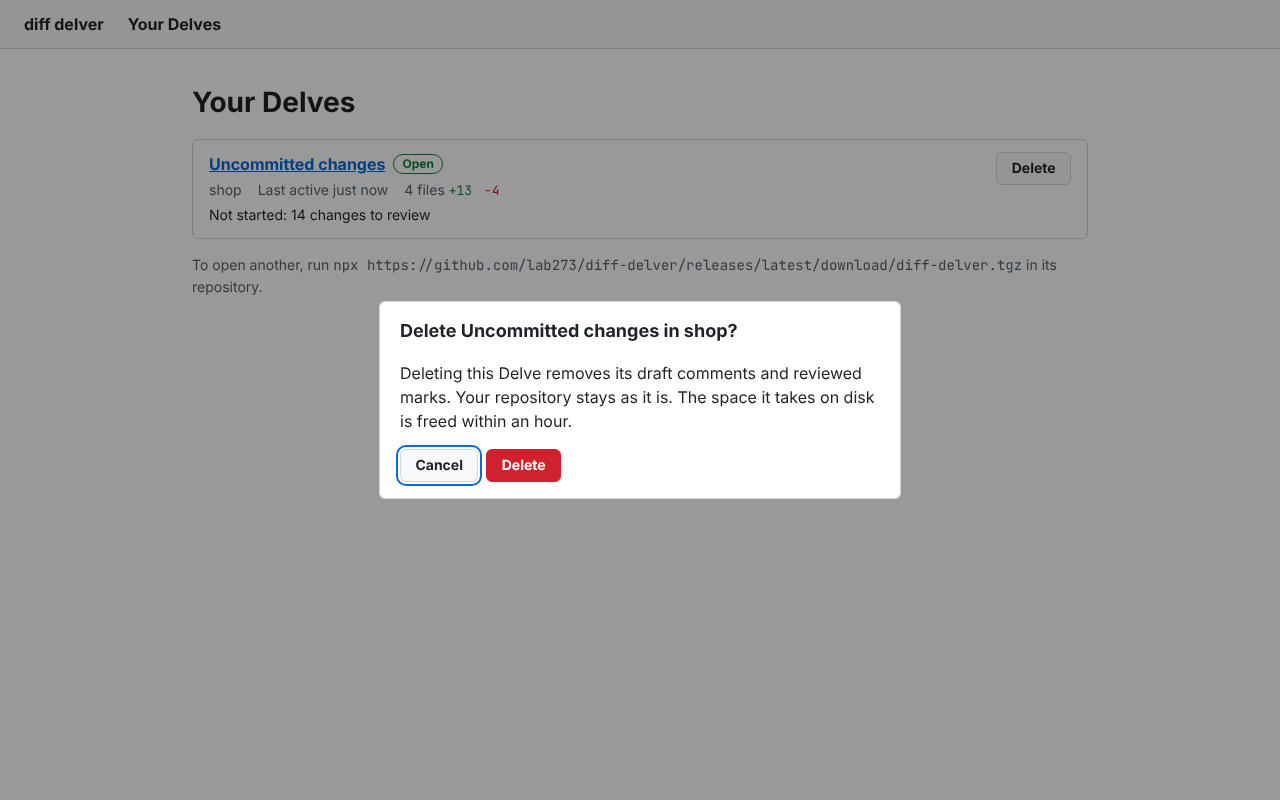 diff delver Your Delves
Your Delves
Uncommitted changes Open
Delete
shop Last active just now 4 files +13 -4
Not started: 14 changes to review
To open another, run npx https://github.com/lab273/diff-delver/releases/latest/download/diff-delver.tgz in its
repository.
Delete Uncommitted changes in shop?
Deleting this Delve removes its draft comments and reviewed
marks. Your repository stays as it is. The space it takes on disk
is freed within an hour.
Cancel Delete